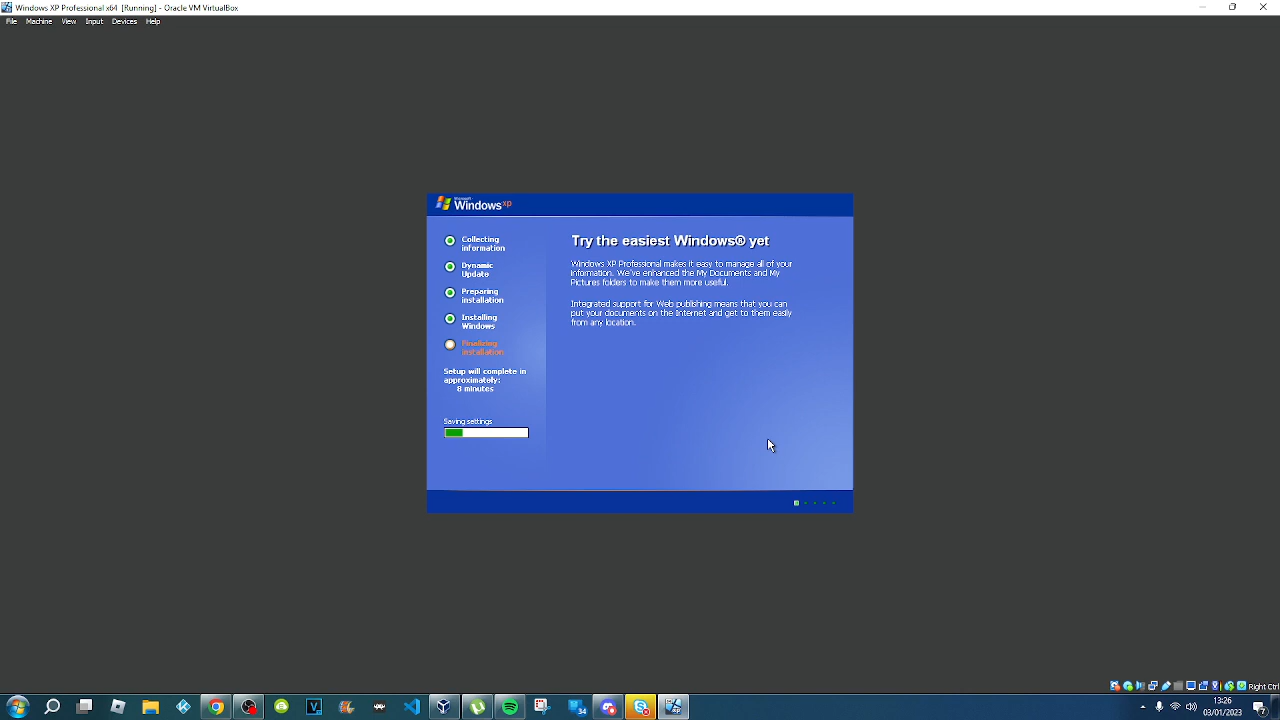 Windows XP Professional x64 [Running] - Oracle VM VirtualBox
File Machine View Input Devices Help
Microsoft
Windows xp
Collecting
information
Dynamic
Update
Preparing
installation
Installing
Windows
Finalizing
installation
Setup will complete in
approximately:
8 minutes
Saving settings
Try the easiest Windows® yet
Windows XP Professional makes it easy to manage all of your
information. We've enhanced the My Documents and My
Pictures folders to make them more useful.
Integrated support for Web publishing means that you can
put your documents on the Internet and get to them easily
from any location.
Right Ctrl
34
13:26
03/01/2023